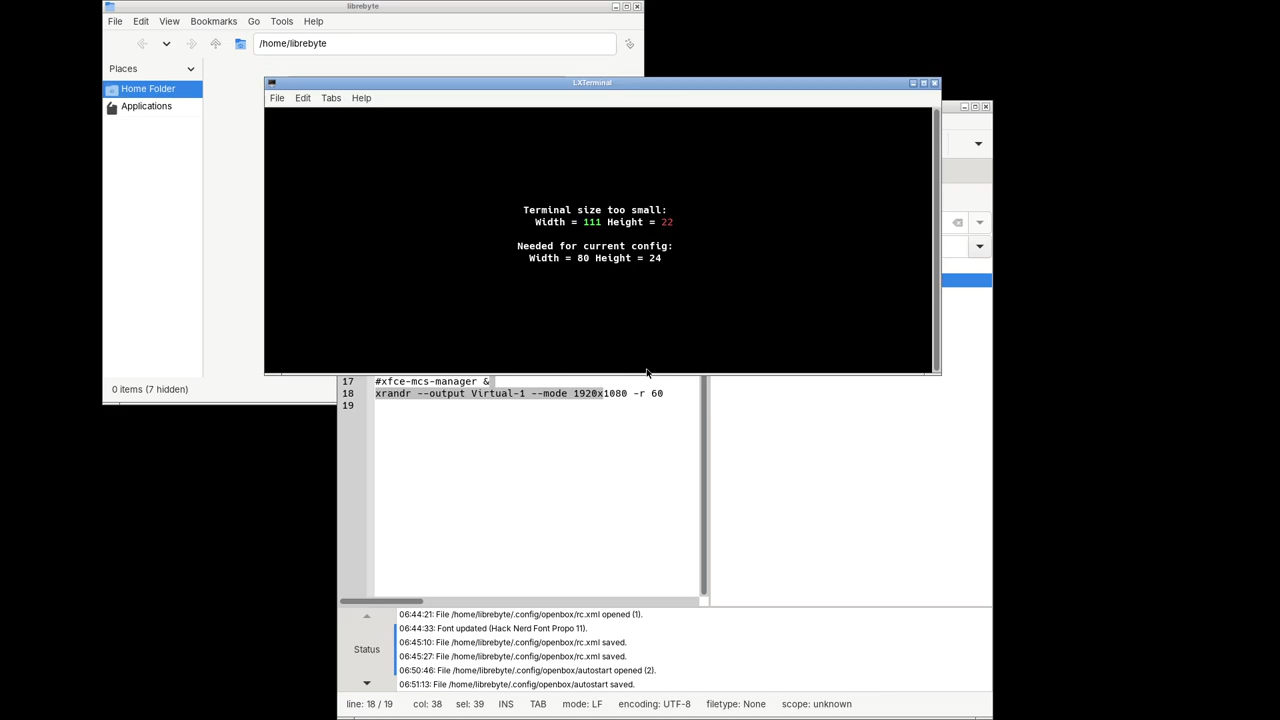 librebyte
File Edit View Bookmarks Go Tools Help
/home/librebyte
Places
Home Folder
Applications
0 items (7 hidden)
LXTerminal
File Edit Tabs Help
Terminal size too small:
Width = 111 Height = 22
Needed for current config:
Width = 80 Height = 24
17 #xfce-mcs-manager &
18 xrandr --output Virtual-1 --mode 1920x1080 -r 60
19
Status
06:44:21: File /home/librebyte/.config/openbox/rc.xml opened (1).
06:44:33: Font updated (Hack Nerd Font Propo 11).
06:45:10: File /home/librebyte/.config/openbox/rc.xml saved.
06:45:27: File /home/librebyte/.config/openbox/rc.xml saved.
06:50:46: File /home/librebyte/.config/openbox/autostart opened (2).
06:51:13: File /home/librebyte/.config/openbox/autostart saved.
line: 18 / 19 col: 38 sel: 39 INS TAB mode: LF encoding: UTF-8 filetype: None scope: unknown